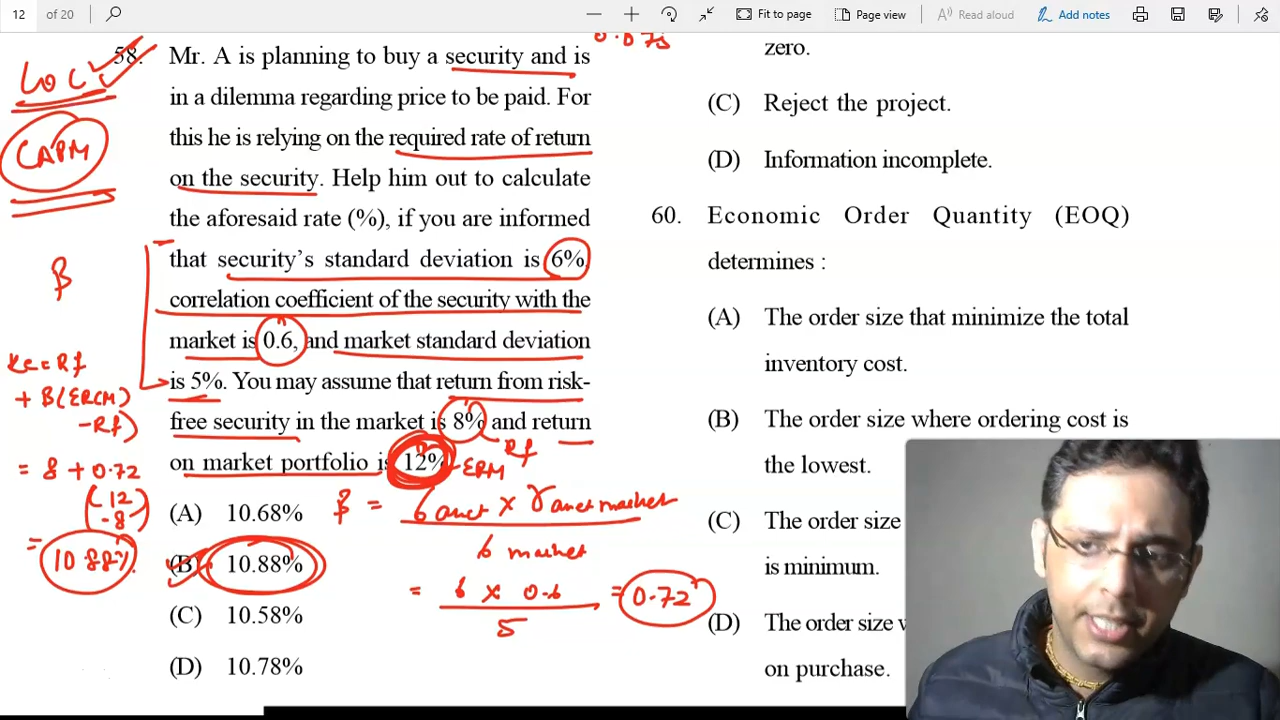 12 of 20
Fit to page
Page view
Read aloud
Add notes
58. Mr. A is planning to buy a security and is
in a dilemma regarding price to be paid. For
this he is relying on the required rate of return
on the security. Help him out to calculate
the aforesaid rate (%), if you are informed
that security's standard deviation is 6%,
correlation coefficient of the security with the
market is 0.6, and market standard deviation
is 5%. You may assume that return from risk-
free security in the market is 8% and return
on market portfolio is 12%
(A) 10.68%
(B) 10.88%
(C) 10.58%
(D) 10.78%
CAPM
β
Ke = Rf
+ B(ERCM)
-Rf)
= 8 + 0.72
(12
-8)
= 10.88%
Rf
ERM
β = 6 × r
6 market
= 6 × 0.6 = 0.72
5
0.075
zero.
(C) Reject the project.
(D) Information incomplete.
60. Economic Order Quantity (EOQ)
determines :
(A) The order size that minimize the total
inventory cost.
(B) The order size where ordering cost is
the lowest.
(C) The order size
is minimum.
(D) The order size w
on purchase.